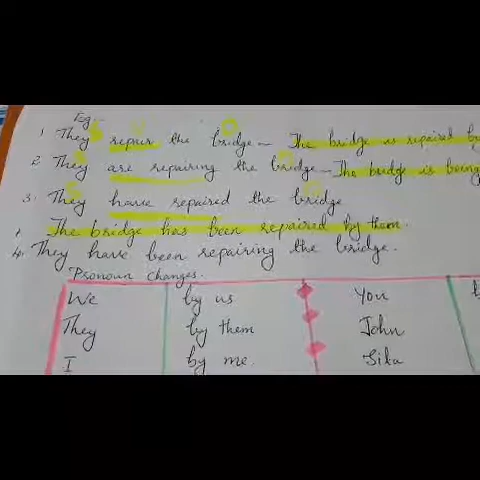 Eg:-
1. They repair the bridge - The bridge is repaired
2. They are repairing the bridge - The bridge is being
3. They have repaired the bridge
The bridge has been repaired by them.
4. They have been repairing the bridge.
Pronoun changes.
We by us You
They by them John
I by me. Sita